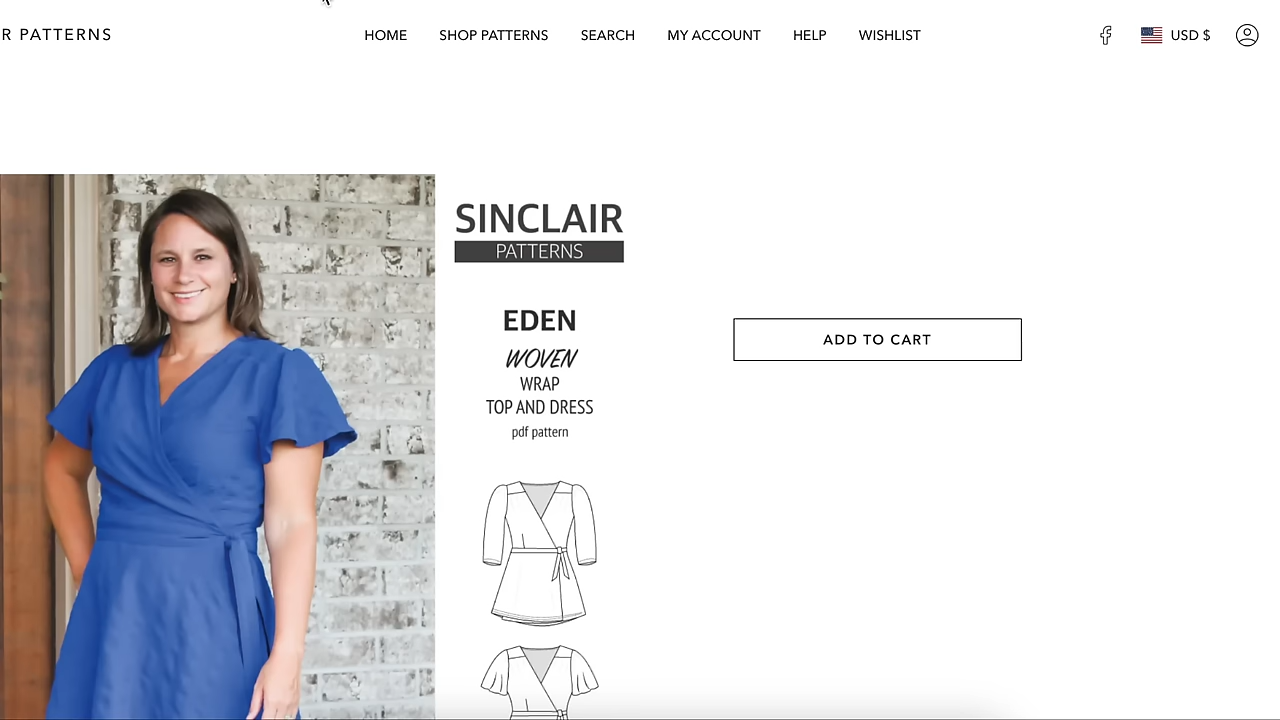 R PATTERNS
HOME
SHOP PATTERNS
SEARCH
MY ACCOUNT
HELP
WISHLIST
USD $
SINCLAIR
PATTERNS
EDEN
WOVEN
WRAP
TOP AND DRESS
pdf pattern
ADD TO CART